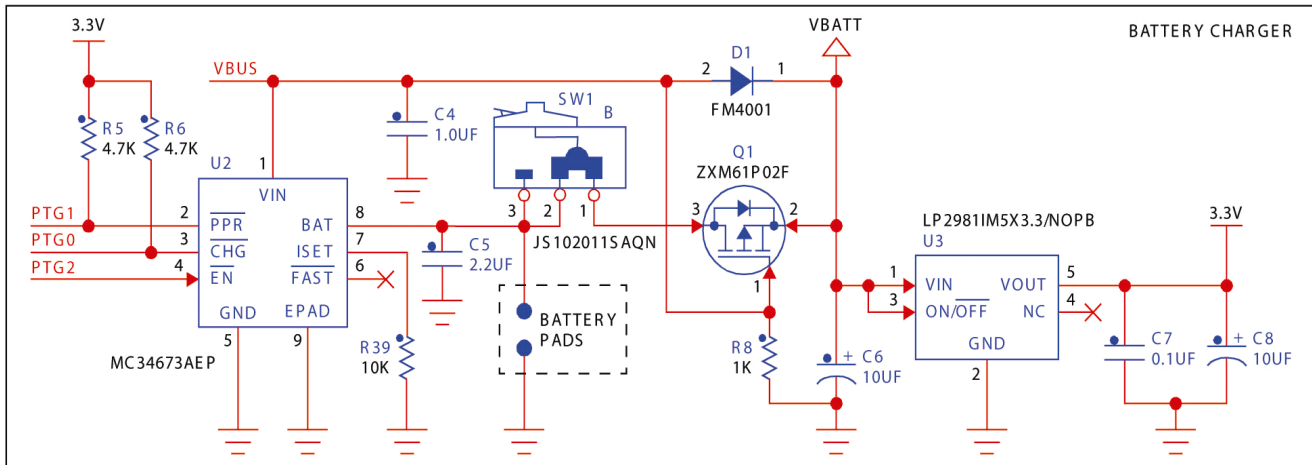 3.3V
VBATT
BATTERY CHARGER
VBUS
2
D1
1
FM4001
SW1
B
C4
1.0UF
R5
4.7K
R6
4.7K
Q1
ZXM61P02F
U2
1
VIN
PTG1
2
PPR
BAT
8
PTG0
3
CHG
ISET
7
PTG2
4
EN
FAST
6
GND
EPAD
5
9
MC34673AEP
3
2
1
JS102011SAQN
C5
2.2UF
BATTERY
PADS
R39
10K
3
2
1
R8
1K
C6
+
10UF
LP2981IM5X3.3/NOPB
U3
3.3V
1
VIN
VOUT
5
3
ON/OFF
NC
4
GND
2
C7
0.1UF
+
C8
10UF